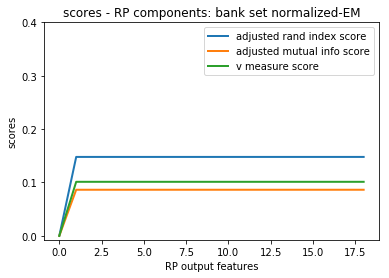 scores - RP components: bank set normalized-EM
adjusted rand index score
adjusted mutual info score
v measure score
scores
0.4
0.3
0.2
0.1
0.0
0.0 2.5 5.0 7.5 10.0 12.5 15.0 17.5
RP output features